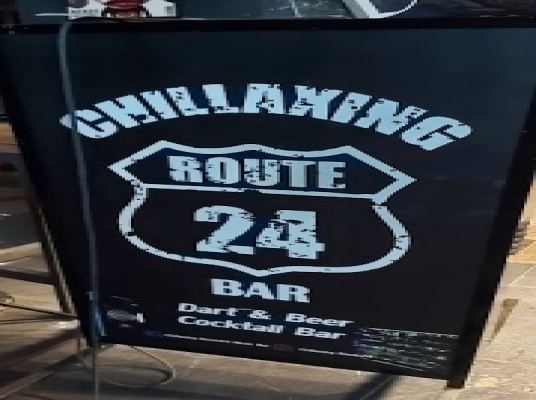 CHILLAXING
ROUTE
24
BAR
Dart & Beer
Cocktail Bar